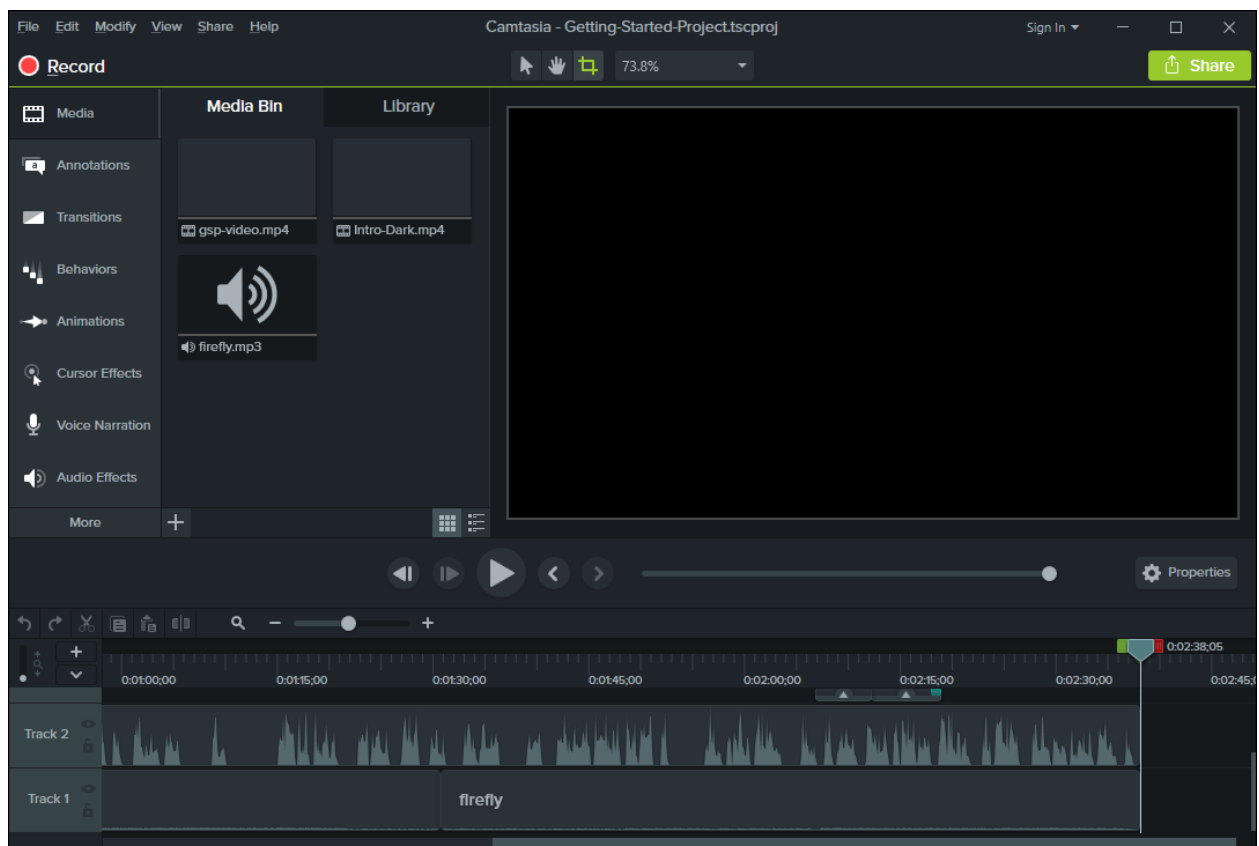 File Edit Modify View Share Help Camtasia - Getting-Started-Project.tscproj Sign In
Record 73.8% Share
Media Media Bin Library
Annotations
Transitions
gsp-video.mp4 Intro-Dark.mp4
Behaviors
Animations
firefly.mp3
Cursor Effects
Voice Narration
Audio Effects
More
Properties
0:02:38;05
0:01:00;00 0:01:15;00 0:01:30;00 0:01:45;00 0:02:00;00 0:02:15;00 0:02:30;00 0:02:45;
Track 2
Track 1 firefly